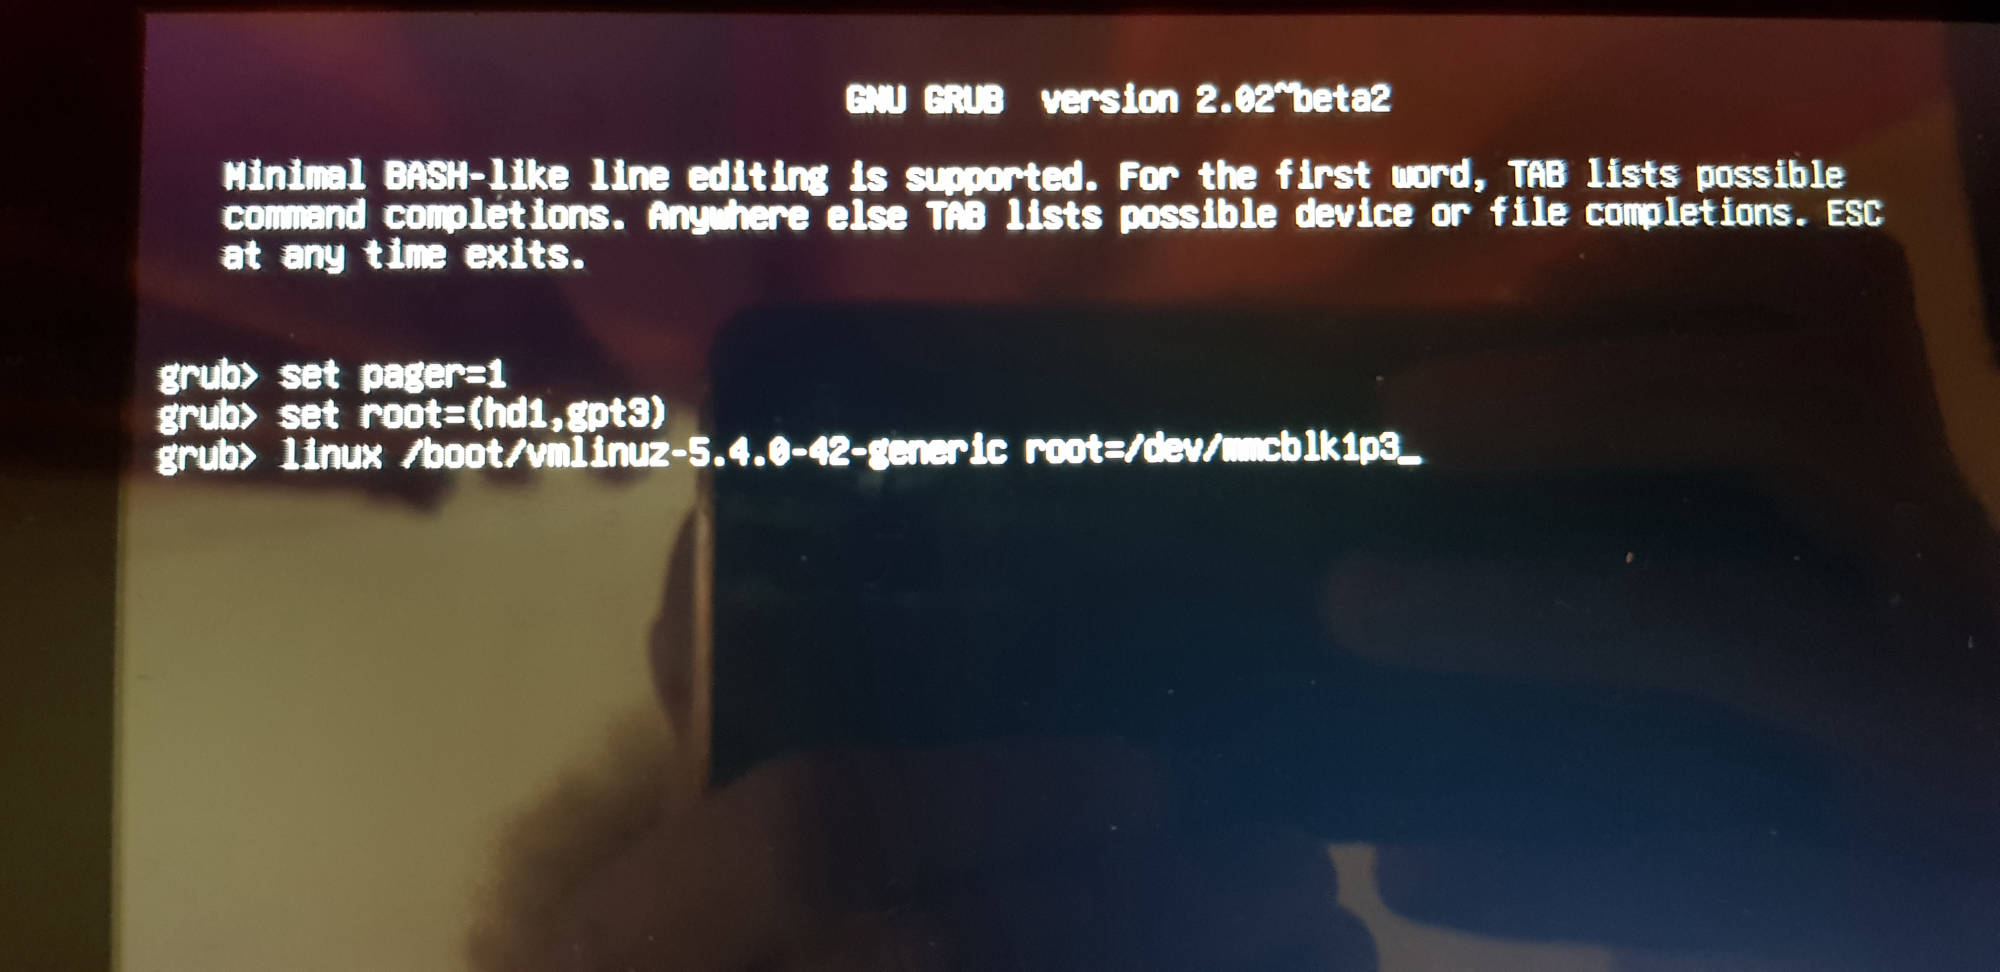 GNU GRUB  version 2.02~beta2
Minimal BASH-like line editing is supported. For the first word, TAB lists possible
command completions. Anywhere else TAB lists possible device or file completions. ESC
at any time exits.
grub> set pager=1
grub> set root=(hd1,gpt3)
grub> linux /boot/vmlinuz-5.4.0-42-generic root=/dev/mmcblk1p3_